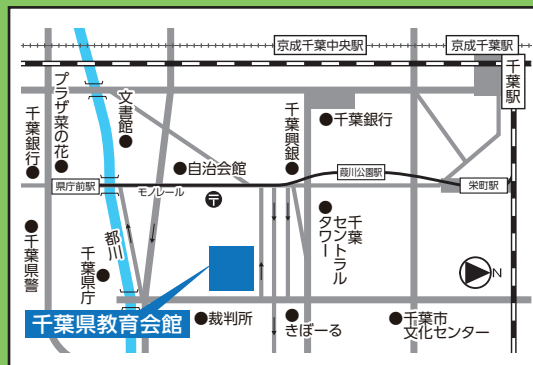 京成千葉中央駅
京成千葉駅
千葉駅
プラザ菜の花
文書館
千葉銀行
千葉興銀
千葉銀行
自治会館
県庁前駅
モノレール
葭川公園駅
栄町駅
〒
都川
千葉県警
千葉県庁
千葉
セントラル
タワー
N
千葉県教育会館
裁判所
きぼーる
千葉市
文化センター